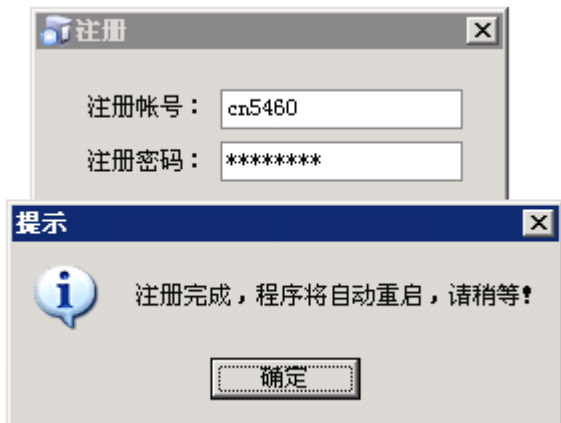 注册
注册帐号： cn5460
注册密码： ********
提示
注册完成，程序将自动重启，请稍等!
确定